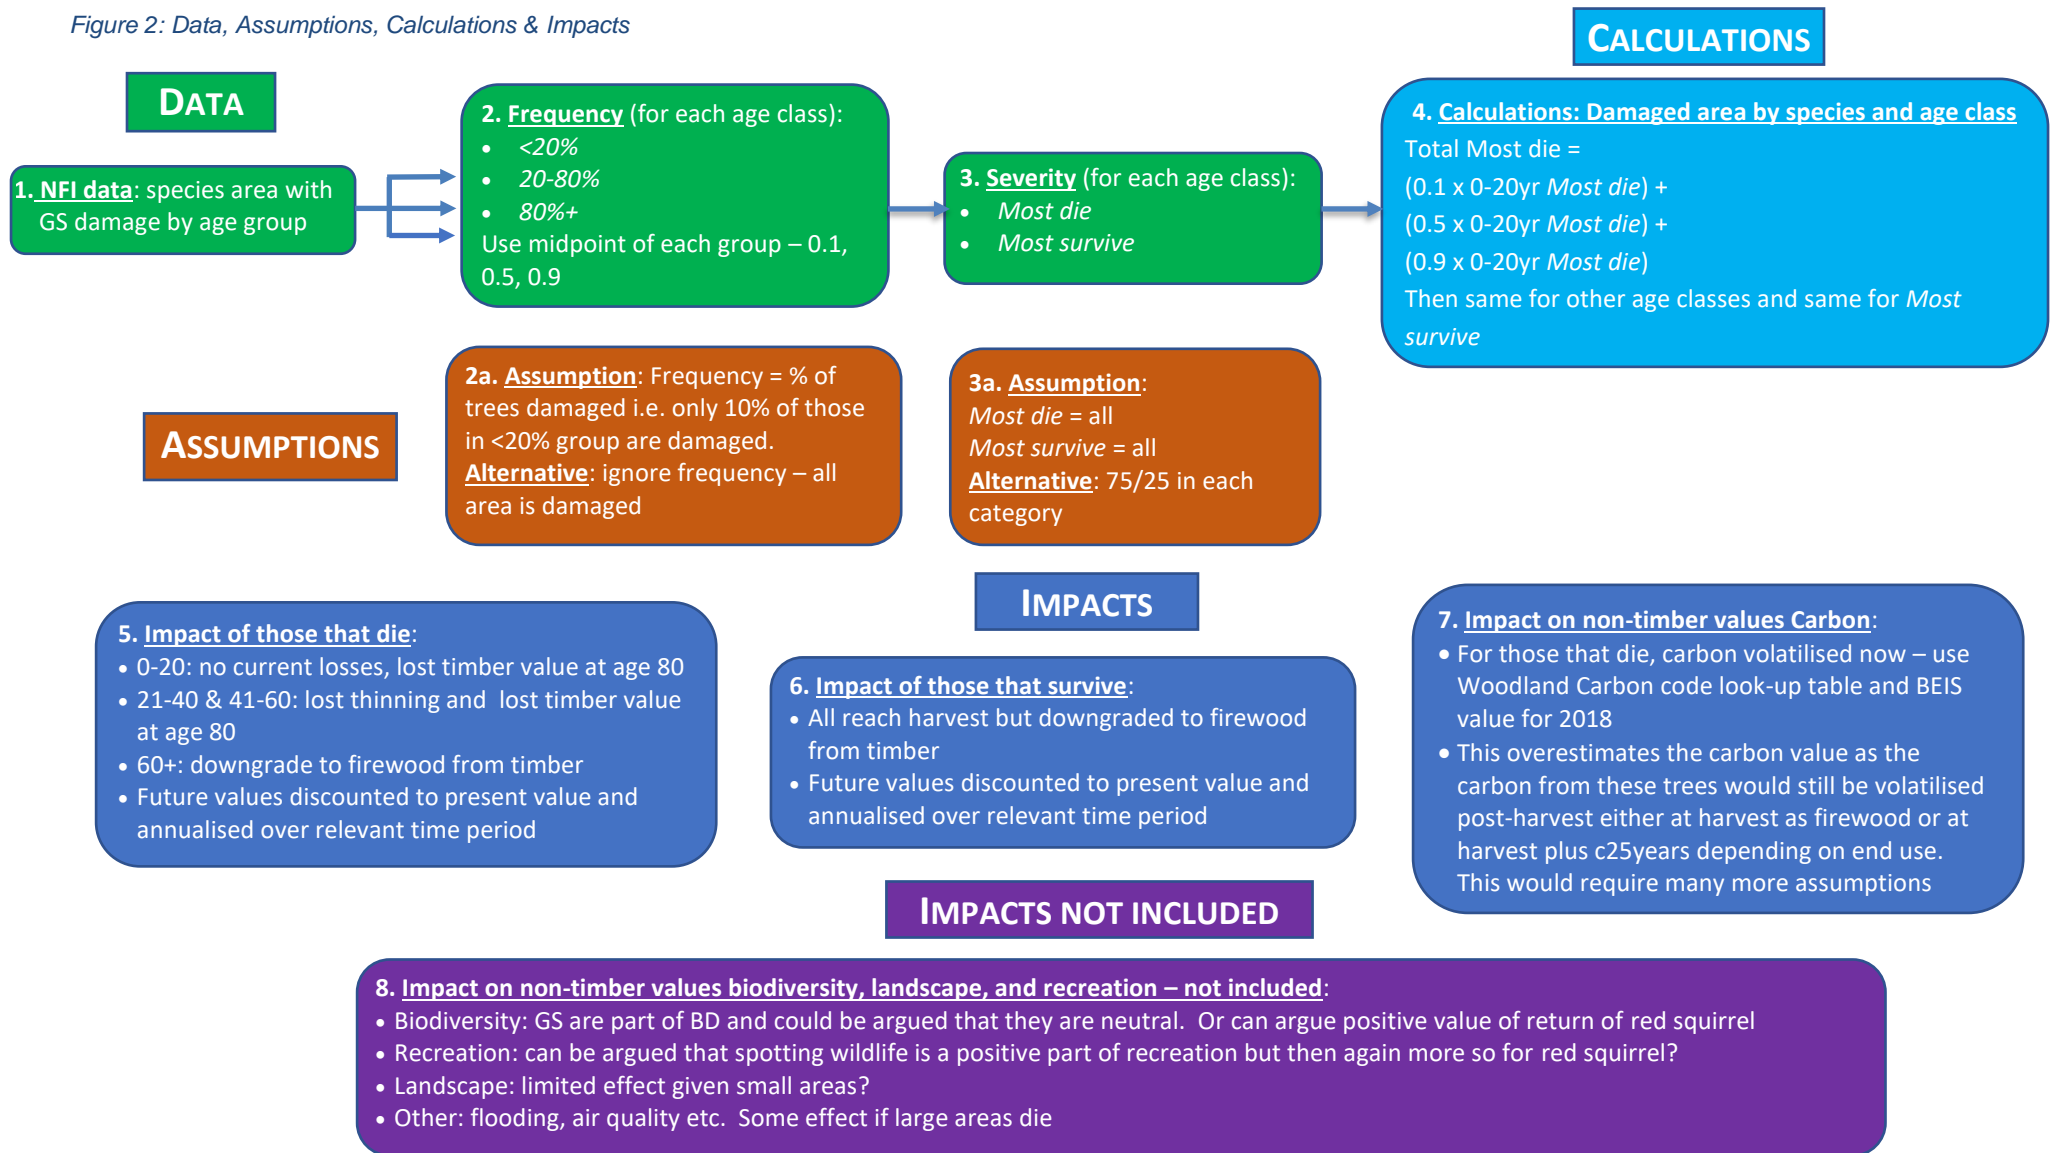 Figure 2: Data, Assumptions, Calculations & Impacts
CALCULATIONS
DATA
1. NFI data: species area with
GS damage by age group
2. Frequency (for each age class):
• <20%
• 20-80%
• 80%+
Use midpoint of each group – 0.1,
0.5, 0.9
3. Severity (for each age class):
• Most die
• Most survive
4. Calculations: Damaged area by species and age class
Total Most die =
(0.1 x 0-20yr Most die) +
(0.5 x 0-20yr Most die) +
(0.9 x 0-20yr Most die)
Then same for other age classes and same for Most
survive
ASSUMPTIONS
2a. Assumption: Frequency = % of
trees damaged i.e. only 10% of those
in <20% group are damaged.
Alternative: ignore frequency – all
area is damaged
3a. Assumption:
Most die = all
Most survive = all
Alternative: 75/25 in each
category
IMPACTS
5. Impact of those that die:
• 0-20: no current losses, lost timber value at age 80
• 21-40 & 41-60: lost thinning and lost timber value
at age 80
• 60+: downgrade to firewood from timber
• Future values discounted to present value and
annualised over relevant time period
6. Impact of those that survive:
• All reach harvest but downgraded to firewood
from timber
• Future values discounted to present value and
annualised over relevant time period
7. Impact on non-timber values Carbon:
• For those that die, carbon volatilised now – use
Woodland Carbon code look-up table and BEIS
value for 2018
• This overestimates the carbon value as the
carbon from these trees would still be volatilised
post-harvest either at harvest as firewood or at
harvest plus c25years depending on end use.
This would require many more assumptions
IMPACTS NOT INCLUDED
8. Impact on non-timber values biodiversity, landscape, and recreation – not included:
• Biodiversity: GS are part of BD and could be argued that they are neutral. Or can argue positive value of return of red squirrel
• Recreation: can be argued that spotting wildlife is a positive part of recreation but then again more so for red squirrel?
• Landscape: limited effect given small areas?
• Other: flooding, air quality etc. Some effect if large areas die